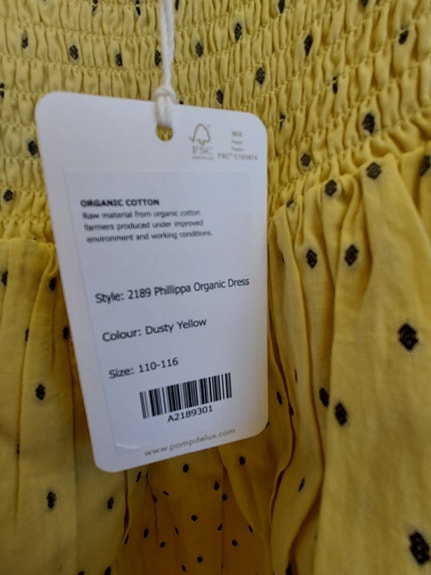 FSC
MIX
ORGANIC COTTON
Raw material from organic cotton
farmers produced under improved
environment and working conditions.
Style: 2189 Phillippa Organic Dress
Colour: Dusty Yellow
Size: 110-116
A2189301
www.pompdelux.com